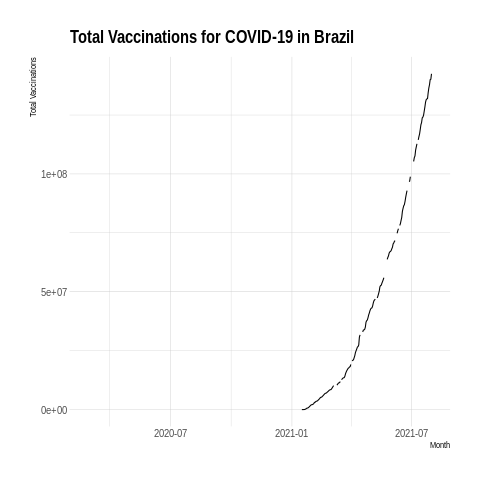 Total Vaccinations for COVID-19 in Brazil
Total Vaccinations
1e+08
5e+07
0e+00
2020-07
2021-01
2021-07
Month